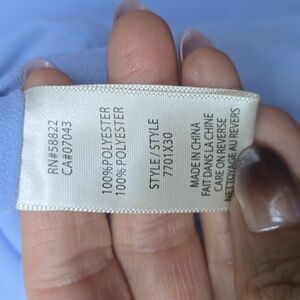 RN#58822
CA#07043
100%POLYESTER
100% POLYESTER
STYLE/STYLE
7701X30
MADE IN CHINA
FAIT DANS LA CHINE
CARE ON REVERSE
NETTOYAGE AU REVERS